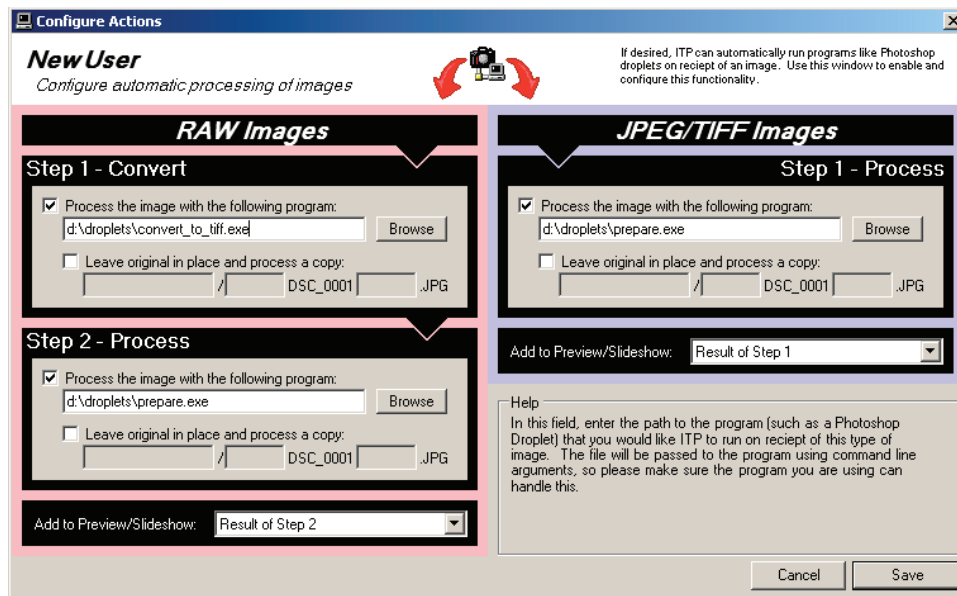 Configure Actions
New User
Configure automatic processing of images
If desired, ITP can automatically run programs like Photoshop
droplets on reciept of an image. Use this window to enable and
configure this functionality.
RAW Images
Step 1 - Convert
Process the image with the following program:
d:\droplets\convert_to_tiff.exe
Browse
Leave original in place and process a copy:
/ DSC_0001 .JPG
Step 2 - Process
Process the image with the following program:
d:\droplets\prepare.exe
Browse
Leave original in place and process a copy:
/ DSC_0001 .JPG
Add to Preview/Slideshow: Result of Step 2
JPEG/TIFF Images
Step 1 - Process
Process the image with the following program:
d:\droplets\prepare.exe
Browse
Leave original in place and process a copy:
/ DSC_0001 .JPG
Add to Preview/Slideshow: Result of Step 1
Help
In this field, enter the path to the program (such as a Photoshop
Droplet) that you would like ITP to run on reciept of this type of
image. The file will be passed to the program using command line
arguments, so please make sure the program you are using can
handle this.
Cancel
Save